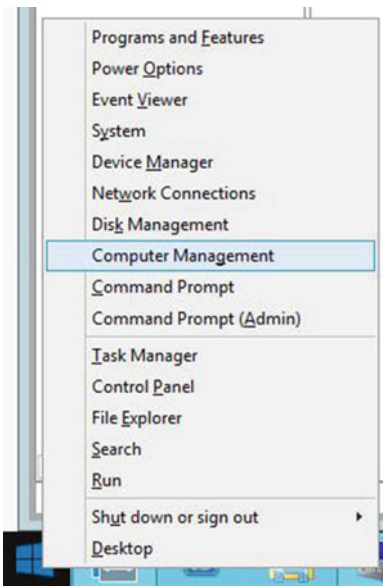 Programs and Features
Power Options
Event Viewer
System
Device Manager
Network Connections
Disk Management
Computer Management
Command Prompt
Command Prompt (Admin)
Task Manager
Control Panel
File Explorer
Search
Run
Shut down or sign out
Desktop